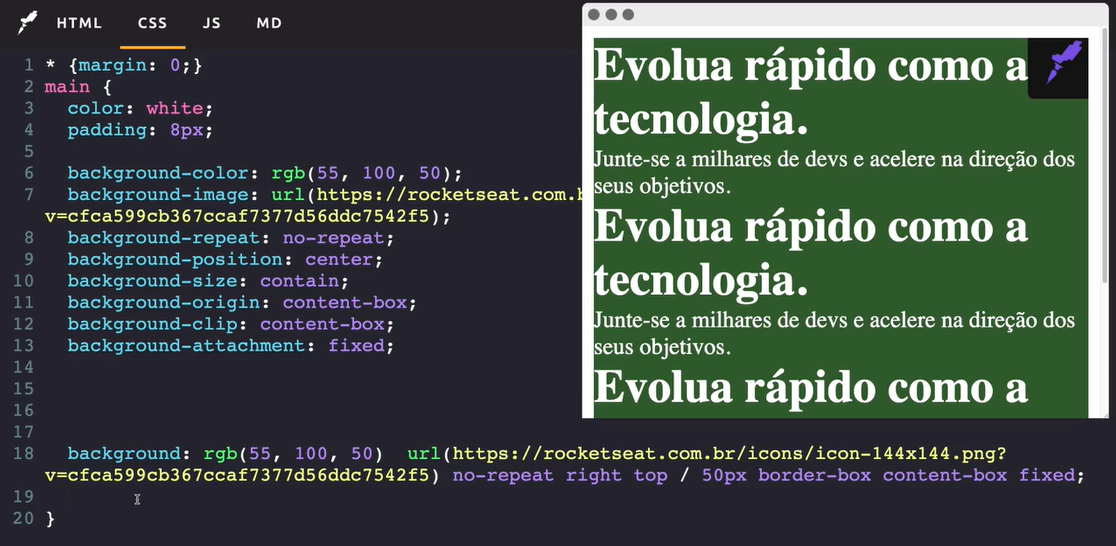 HTML CSS JS MD
1 * {margin: 0;}
2 main {
3 color: white;
4 padding: 8px;
5
6 background-color: rgb(55, 100, 50);
7 background-image: url(https://rocketseat.com.b
v=cfca599cb367ccaf7377d56ddc7542f5);
8 background-repeat: no-repeat;
9 background-position: center;
10 background-size: contain;
11 background-origin: content-box;
12 background-clip: content-box;
13 background-attachment: fixed;
14
15
16
17
18 background: rgb(55, 100, 50) url(https://rocketseat.com.br/icons/icon-144x144.png?
v=cfca599cb367ccaf7377d56ddc7542f5) no-repeat right top / 50px border-box content-box fixed;
19
20 }
Evolua rápido como a
tecnologia.
Junte-se a milhares de devs e acelere na direção dos
seus objetivos.
Evolua rápido como a
tecnologia.
Junte-se a milhares de devs e acelere na direção dos
seus objetivos.
Evolua rápido como a